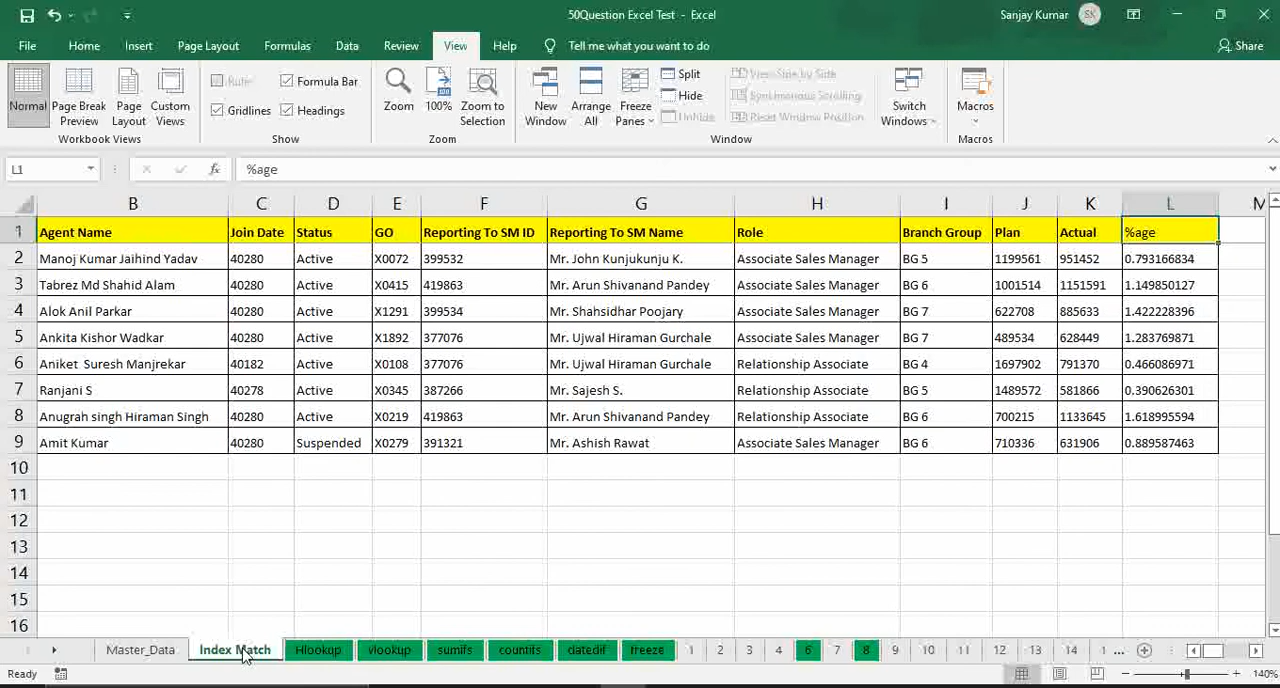 50Question Excel Test - Excel
Sanjay Kumar SK
File Home Insert Page Layout Formulas Data Review View Help Tell me what you want to do Share
Normal Page Break Preview Page Layout Custom Views
Workbook Views
Ruler Formula Bar
Gridlines Headings
Show
Zoom 100% Zoom to Selection
Zoom
New Window Arrange All Freeze Panes
Split
Hide
Unhide
View Side by Side
Synchronous Scrolling
Reset Window Position
Switch Windows
Window
Macros
Macros
L1 fx %age
B C D E F G H I J K L M
1 Agent Name Join Date Status GO Reporting To SM ID Reporting To SM Name Role Branch Group Plan Actual %age
2 Manoj Kumar Jaihind Yadav 40280 Active X0072 399532 Mr. John Kunjukunju K. Associate Sales Manager BG 5 1199561 951452 0.793166834
3 Tabrez Md Shahid Alam 40280 Active X0415 419863 Mr. Arun Shivanand Pandey Associate Sales Manager BG 6 1001514 1151591 1.149850127
4 Alok Anil Parkar 40280 Active X1291 399534 Mr. Shahsidhar Poojary Associate Sales Manager BG 7 622708 885633 1.422228396
5 Ankita Kishor Wadkar 40280 Active X1892 377076 Mr. Ujwal Hiraman Gurchale Associate Sales Manager BG 7 489534 628449 1.283769871
6 Aniket Suresh Manjrekar 40182 Active X0108 377076 Mr. Ujwal Hiraman Gurchale Relationship Associate BG 4 1697902 791370 0.466086971
7 Ranjani S 40278 Active X0345 387266 Mr. Sajesh S. Relationship Associate BG 5 1489572 581866 0.390626301
8 Anugrah singh Hiraman Singh 40280 Active X0219 419863 Mr. Arun Shivanand Pandey Relationship Associate BG 6 700215 1133645 1.618995594
9 Amit Kumar 40280 Suspended X0279 391321 Mr. Ashish Rawat Associate Sales Manager BG 6 710336 631906 0.889587463
10
11
12
13
14
15
16
Master_Data Index Match Hlookup vlookup sumifs countifs datedif freeze 1 2 3 4 6 7 8 9 10 11 12 13 14 1 ...
Ready 140%